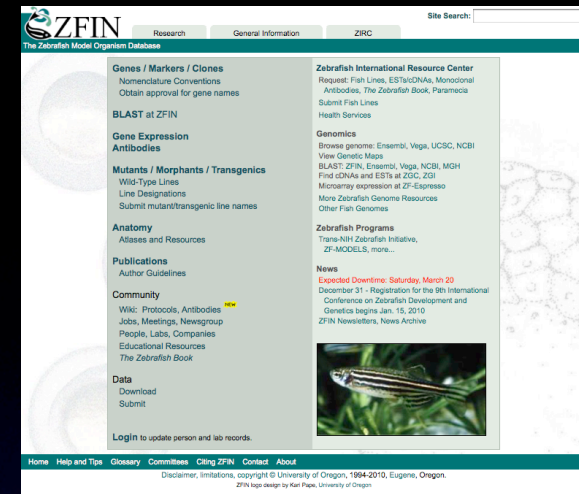 ZFIN
Research
General Information
ZIRC
Site Search:
The Zebrafish Model Organism Database
Genes / Markers / Clones
Nomenclature Conventions
Obtain approval for gene names
BLAST at ZFIN
Gene Expression
Antibodies
Mutants / Morphants / Transgenics
Wild-Type Lines
Line Designations
Submit mutant/transgenic line names
Anatomy
Atlases and Resources
Publications
Author Guidelines
Community
Wiki: Protocols, Antibodies NEW
Jobs, Meetings, Newsgroup
People, Labs, Companies
Educational Resources
The Zebrafish Book
Data
Download
Submit
Login to update person and lab records.
Zebrafish International Resource Center
Request: Fish Lines, ESTs/cDNAs, Monoclonal
Antibodies, The Zebrafish Book, Paramecia
Submit Fish Lines
Health Services
Genomics
Browse genome: Ensembl, Vega, UCSC, NCBI
View Genetic Maps
BLAST: ZFIN, Ensembl, Vega, NCBI, MGH
Find cDNAs and ESTs at ZGC, ZGI
Microarray expression at ZF-Espresso
More Zebrafish Genome Resources
Other Fish Genomes
Zebrafish Programs
Trans-NIH Zebrafish Initiative,
ZF-MODELS, more...
News
Expected Downtime: Saturday, March 20
December 31 - Registration for the 9th International
Conference on Zebrafish Development and
Genetics begins Jan. 15, 2010
ZFIN Newsletters, News Archive
Home Help and Tips Glossary Committees Citing ZFIN Contact About
Disclaimer, limitations, copyright © University of Oregon, 1994-2010, Eugene, Oregon.
ZFIN logo design by Kari Pape, University of Oregon